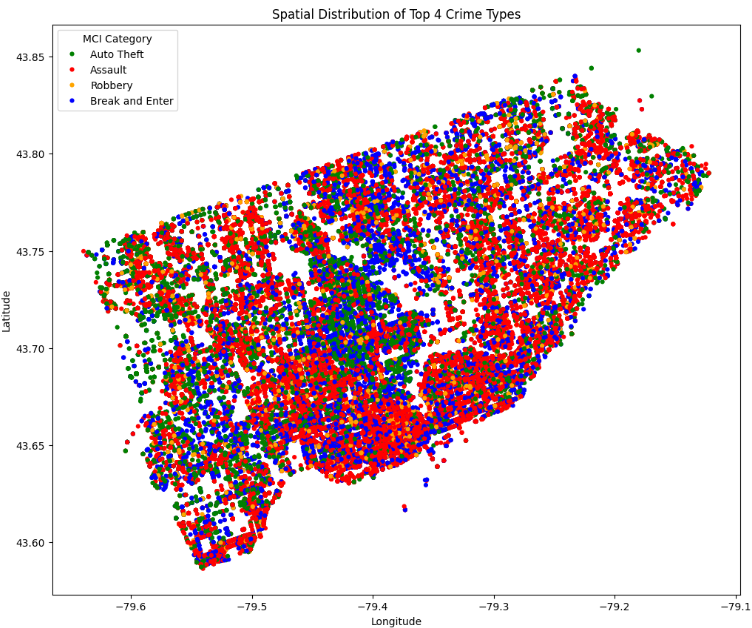 Spatial Distribution of Top 4 Crime Types
MCI Category
Auto Theft
Assault
Robbery
Break and Enter
43.85
43.80
43.75
43.70
43.65
43.60
Latitude
−79.6
−79.5
−79.4
−79.3
−79.2
−79.1
Longitude